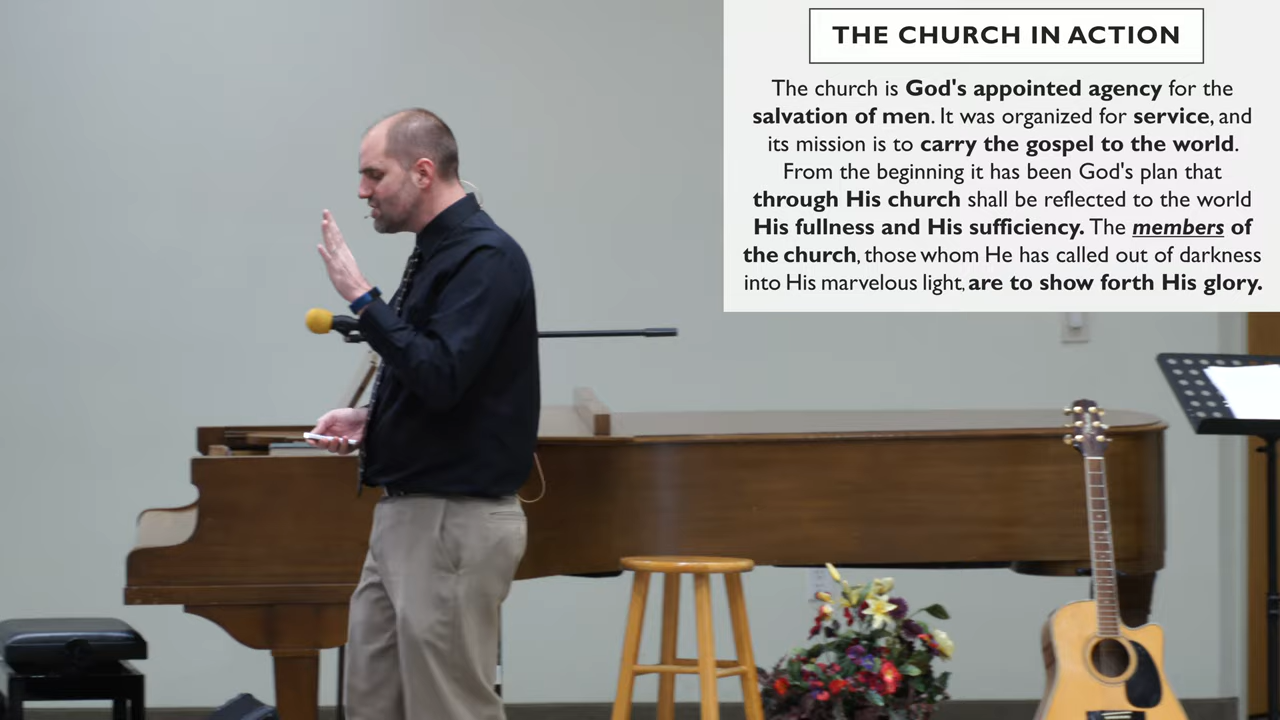 THE CHURCH IN ACTION
The church is God's appointed agency for the
salvation of men. It was organized for service, and
its mission is to carry the gospel to the world.
From the beginning it has been God's plan that
through His church shall be reflected to the world
His fullness and His sufficiency. The members of
the church, those whom He has called out of darkness
into His marvelous light, are to show forth His glory.